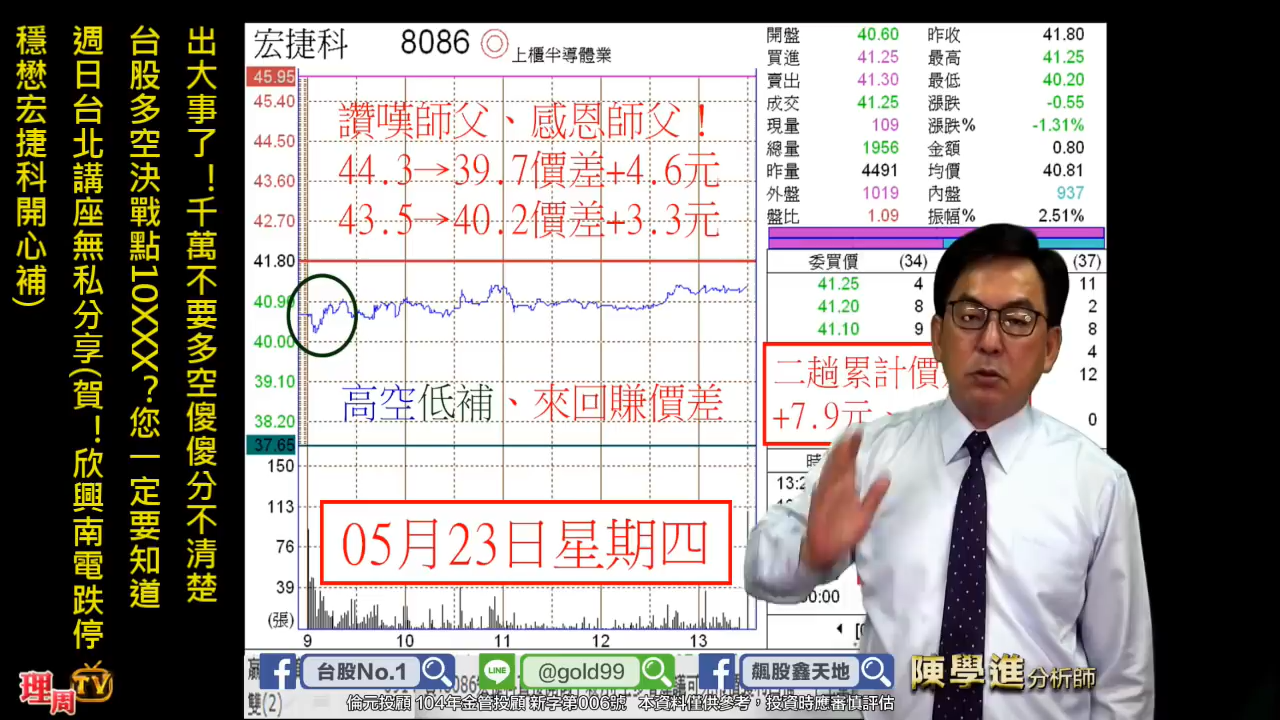 出大事了！千萬不要多空傻傻分不清楚
台股多空決戰點10XXX？您一定要知道
週日台北講座無私分享(賀！欣興南電跌停
穩懋宏捷科開心補)
宏捷科 8086 ◎ 上櫃半導體業
45.95
45.40
44.50
43.60
42.70
41.80
40.90
40.00
39.10
38.20
37.65
150
113
76
39
(張)
9 10 11 12 13
讚嘆師父、感恩師父！
44.3→39.7價差+4.6元
43.5→40.2價差+3.3元
高空低補、來回賺價差
05月23日星期四
開盤 40.60 昨收 41.80
買進 41.25 最高 41.25
賣出 41.30 最低 40.20
成交 41.25 漲跌 -0.55
現量 109 漲跌% -1.31%
總量 1956 金額 0.80
昨量 4491 均價 40.81
外盤 1019 內盤 937
盤比 1.09 振幅% 2.51%
委買價 (34) (37)
41.25 4 11
41.20 8 2
41.10 9 8
4
12
0
二趟累計價
+7.9元、
時
13:2
00:00
雙(2)
台股No.1
LINE @gold99
飆股鑫天地
陳學進分析師
理周TV
倫元投顧 104年金管投顧新字第006號 本資料僅供參考，投資時應審慎評估